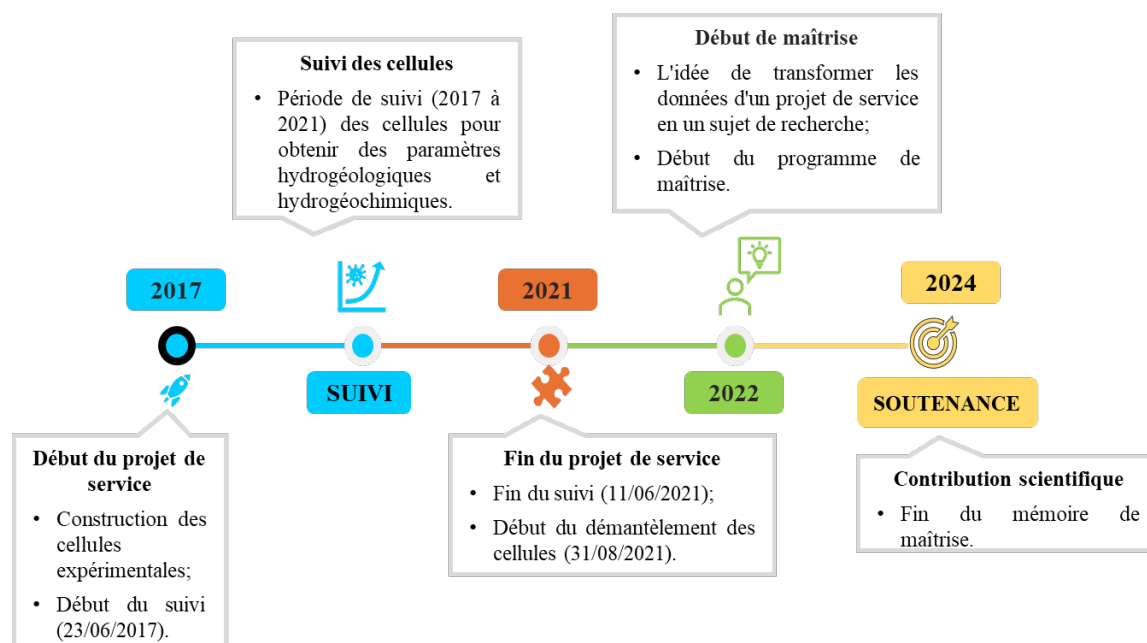 Suivi des cellules
• Période de suivi (2017 à
2021) des cellules pour
obtenir des paramètres
hydrogéologiques et
hydrogéochimiques.
Début de maîtrise
• L'idée de transformer les
données d'un projet de service
en un sujet de recherche;
• Début du programme de
maîtrise.
2017
2021
2024
SUIVI
2022
SOUTENANCE
Début du projet de
service
• Construction des
cellules
expérimentales;
• Début du suivi
(23/06/2017).
Fin du projet de service
• Fin du suivi (11/06/2021);
• Début du démantèlement des
cellules (31/08/2021).
Contribution scientifique
• Fin du mémoire de
maîtrise.